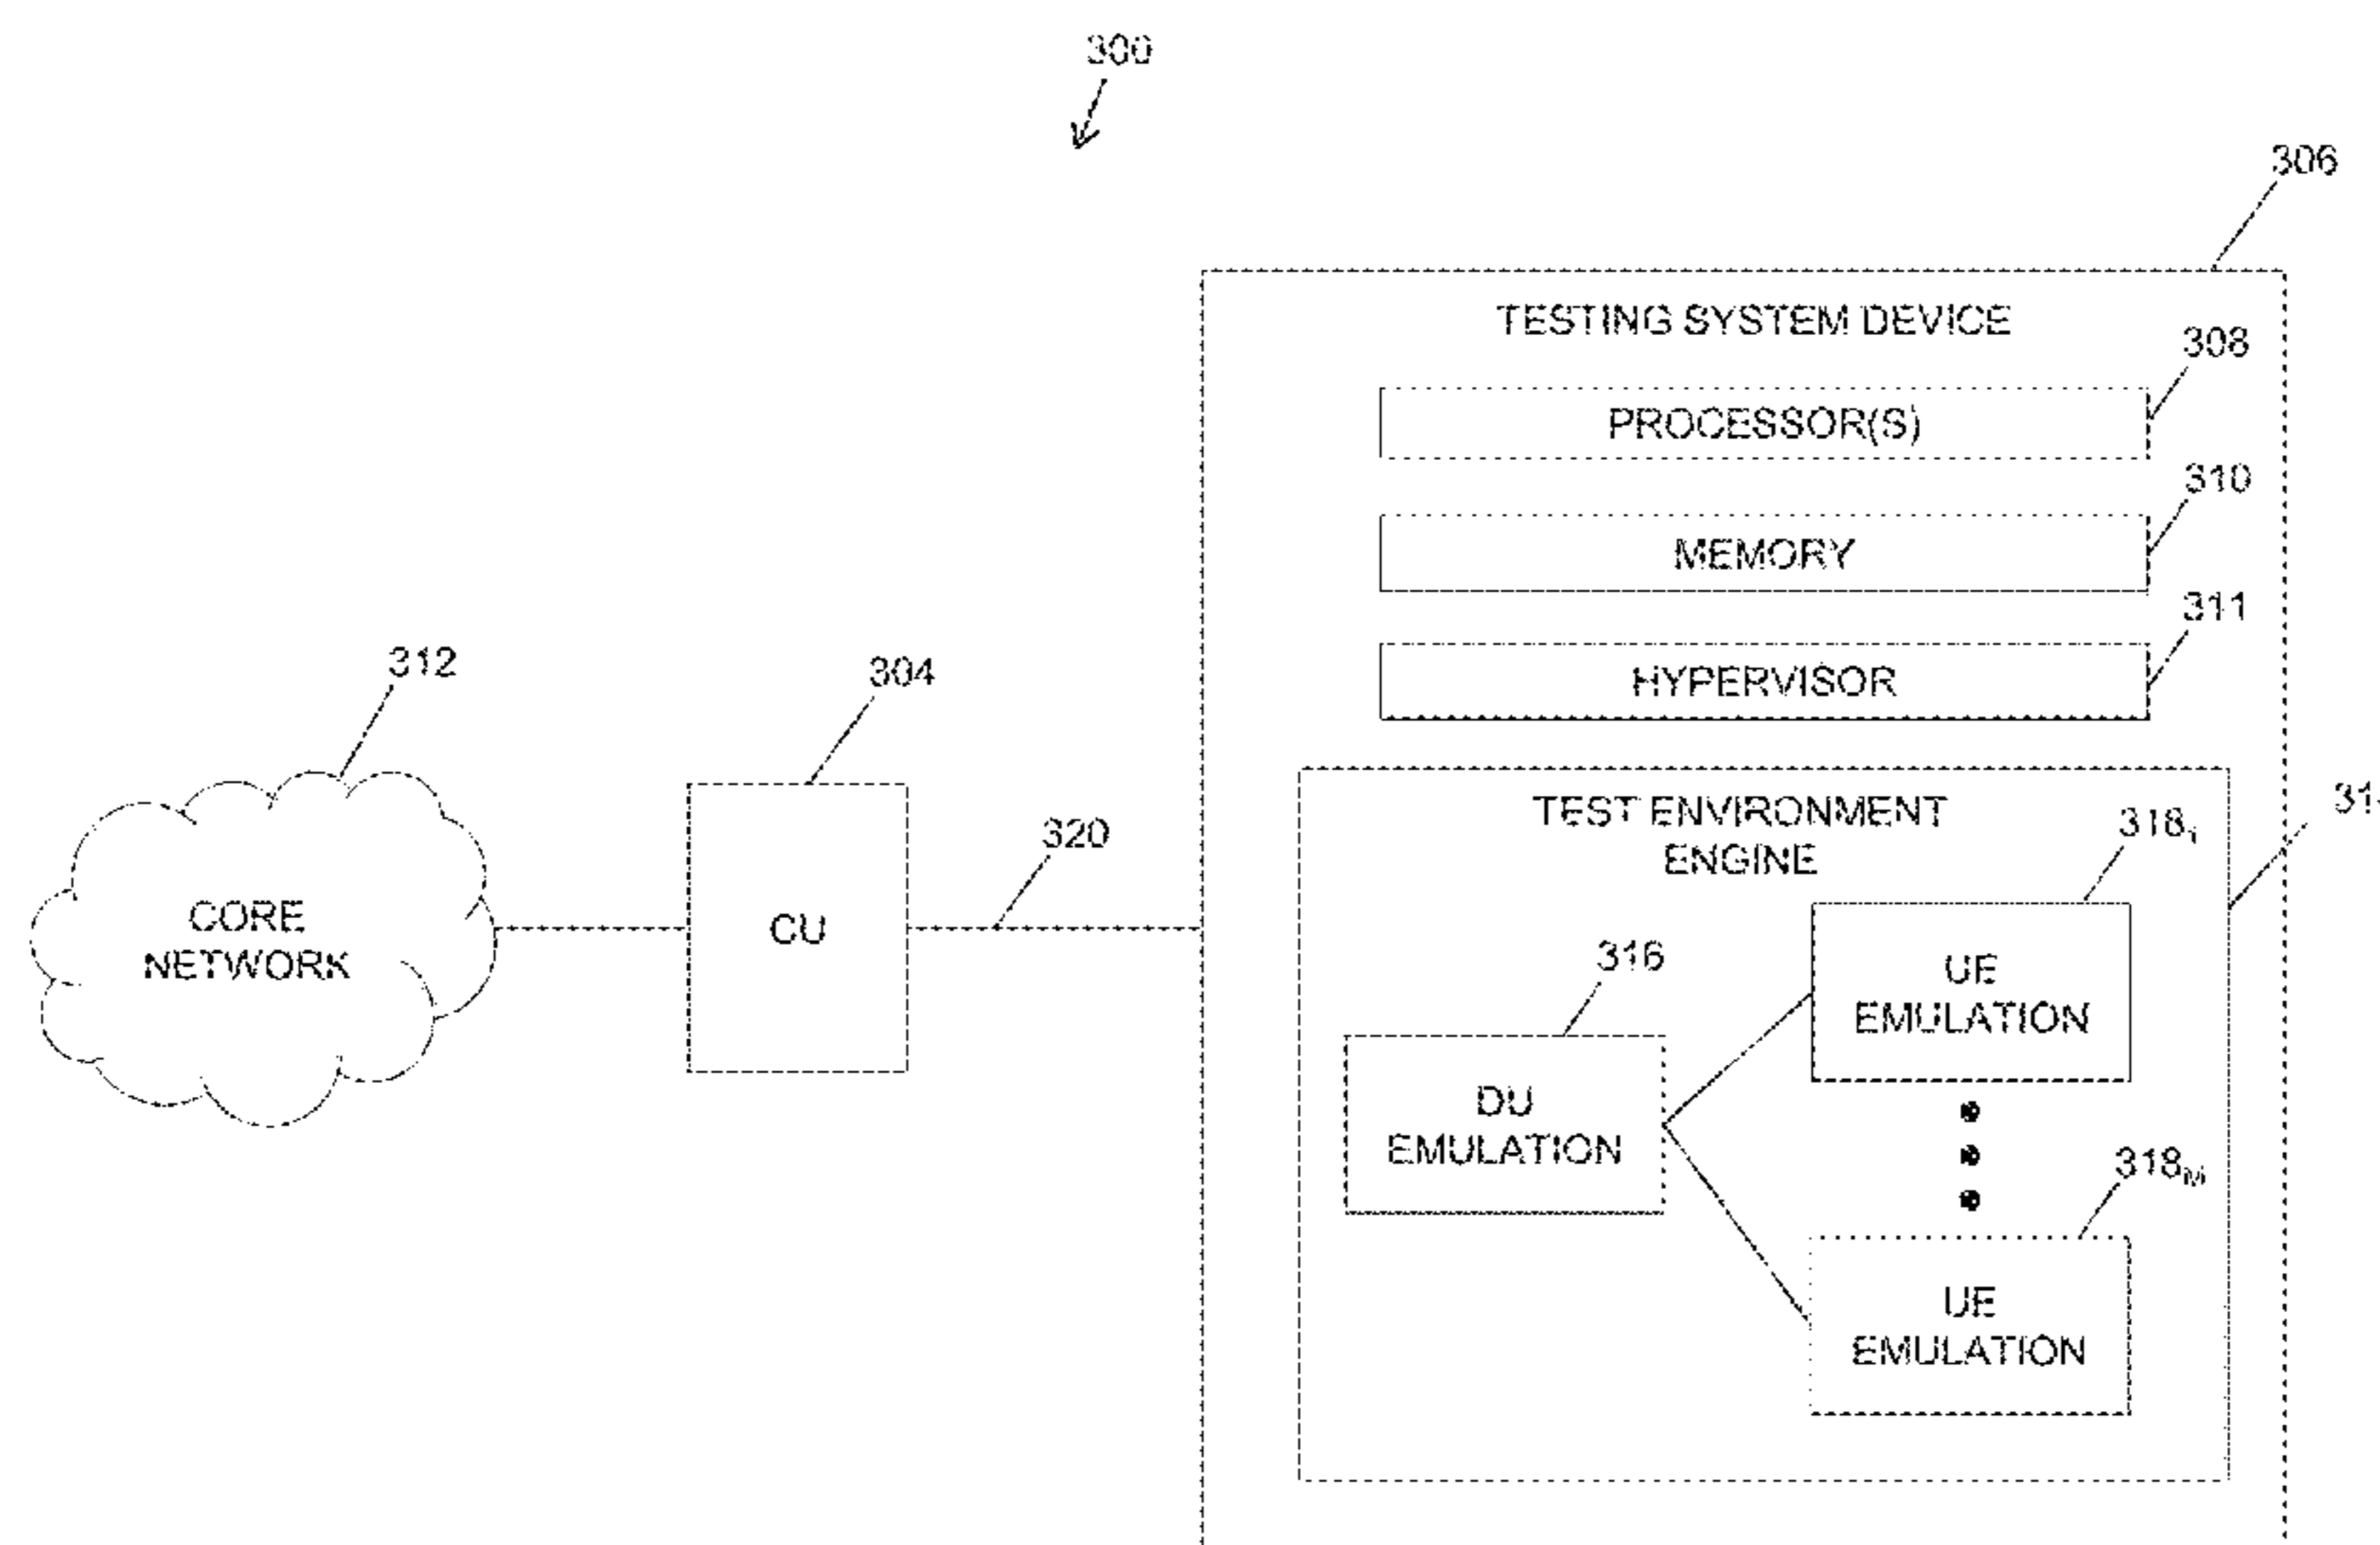 300
306
TESTING SYSTEM DEVICE
308
PROCESSOR(S)
310
MEMORY
311
HYPERVISOR
312
304
320
CORE
NETWORK
CU
TEST ENVIRONMENT
ENGINE
318₁
316
UE
EMULATION
DU
EMULATION
318M
UE
EMULATION